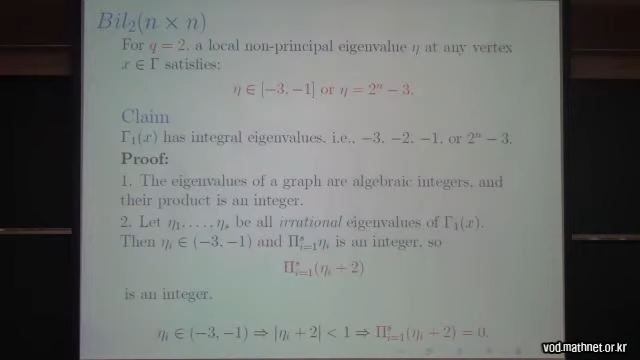 Bil₂(n × n)
For q = 2, a local non-principal eigenvalue η at any vertex
x ∈ Γ satisfies:
η ∈ [−3, −1] or η = 2ⁿ − 3.
Claim
Γ₁(x) has integral eigenvalues, i.e., −3, −2, −1, or 2ⁿ − 3.
Proof:
1. The eigenvalues of a graph are algebraic integers, and
their product is an integer.
2. Let η₁, . . . , ηₛ be all irrational eigenvalues of Γ₁(x).
Then ηᵢ ∈ (−3, −1) and Πˢᵢ₌₁ηᵢ is an integer, so
Πˢᵢ₌₁(ηᵢ + 2)
is an integer.
ηᵢ ∈ (−3, −1) ⇒ |ηᵢ + 2| < 1 ⇒ Πˢᵢ₌₁(ηᵢ + 2) = 0.
vod.mathnet.or.kr